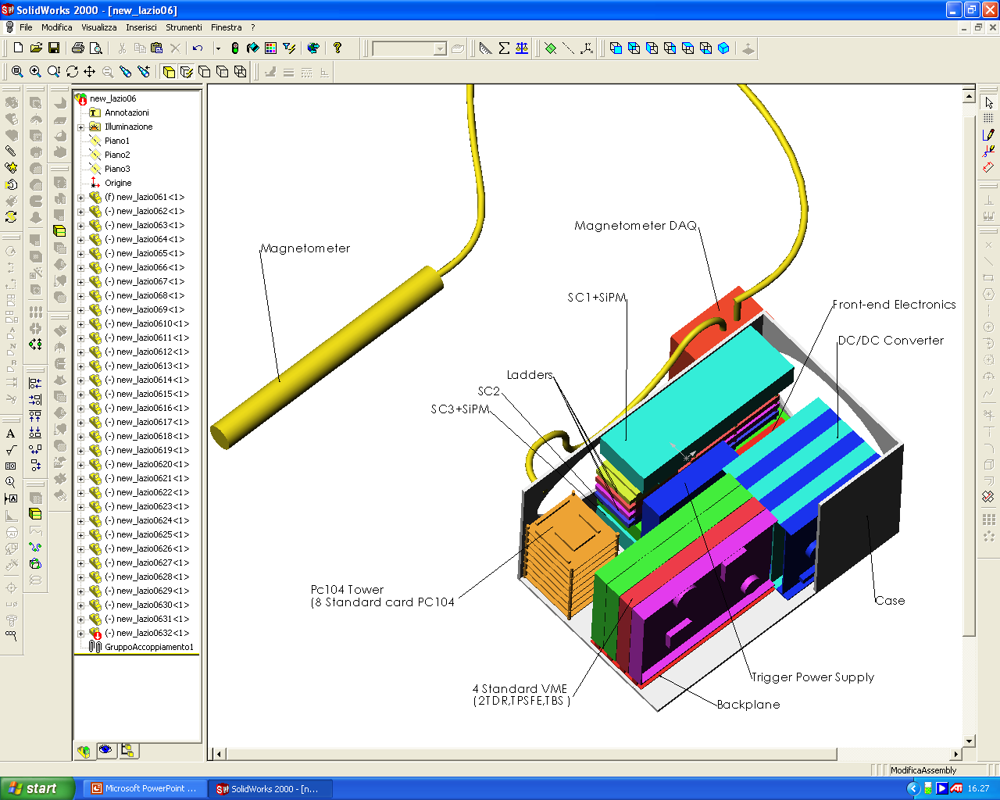 SolidWorks 2000 - [new_lazio06]
File Modifica Visualizza Inserisci Strumenti Finestra ?
new_lazio06
Annotazioni
Illuminazione
Piano1
Piano2
Piano3
Origine
(f) new_lazio061<1>
(-) new_lazio062<1>
(-) new_lazio063<1>
(-) new_lazio064<1>
(-) new_lazio065<1>
(-) new_lazio066<1>
(-) new_lazio067<1>
(-) new_lazio068<1>
(-) new_lazio069<1>
(-) new_lazio0610<1>
(-) new_lazio0611<1>
(-) new_lazio0612<1>
(-) new_lazio0613<1>
(-) new_lazio0614<1>
(-) new_lazio0615<1>
(-) new_lazio0616<1>
(-) new_lazio0617<1>
(-) new_lazio0618<1>
(-) new_lazio0619<1>
(-) new_lazio0620<1>
(-) new_lazio0621<1>
(-) new_lazio0622<1>
(-) new_lazio0623<1>
(-) new_lazio0624<1>
(-) new_lazio0625<1>
(-) new_lazio0626<1>
(-) new_lazio0627<1>
(-) new_lazio0628<1>
(-) new_lazio0629<1>
(-) new_lazio0630<1>
(-) new_lazio0631<1>
(-) new_lazio0632<1>
GruppoAccoppiamento1
Magnetometer DAQ
Magnetometer
SC1+SiPM
Front-end Electronics
DC/DC Converter
Ladders
SC2
SC3+SiPM
Pc104 Tower
(8 Standard card PC104
Case
4 Standard VME
(2TDR,TPSFE,TBS )
Trigger Power Supply
Backplane
ModificaAssembly
start
Microsoft PowerPoint ...
SolidWorks 2000 - [n...
16.27